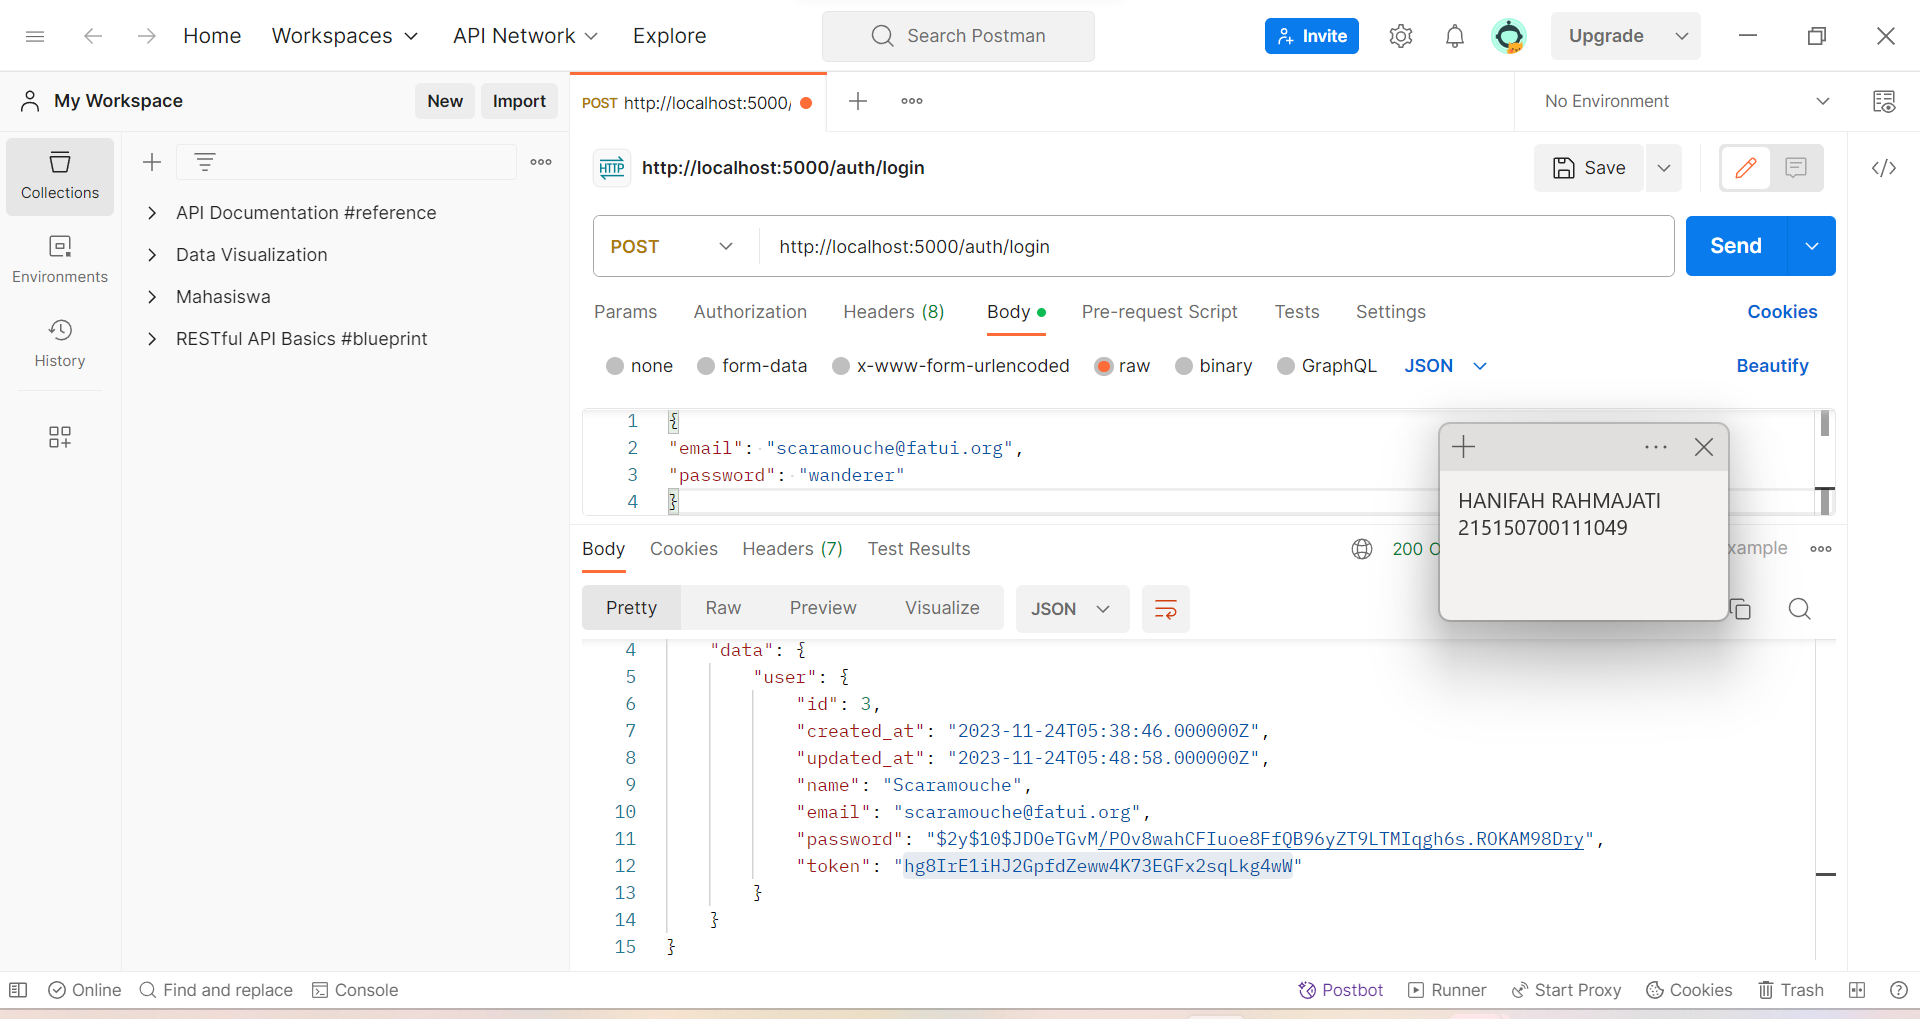 Home Workspaces API Network Explore Search Postman Invite Upgrade
My Workspace New Import POST http://localhost:5000/ No Environment
Collections
Environments
History
API Documentation #reference
Data Visualization
Mahasiswa
RESTful API Basics #blueprint
HTTP http://localhost:5000/auth/login Save
POST http://localhost:5000/auth/login Send
Params Authorization Headers (8) Body Pre-request Script Tests Settings Cookies
none form-data x-www-form-urlencoded raw binary GraphQL JSON Beautify
1 {
2 "email": "scaramouche@fatui.org",
3 "password": "wanderer"
4 }
HANIFAH RAHMAJATI
215150700111049
Body Cookies Headers (7) Test Results 200 O xample
Pretty Raw Preview Visualize JSON
4 "data": {
5 "user": {
6 "id": 3,
7 "created_at": "2023-11-24T05:38:46.000000Z",
8 "updated_at": "2023-11-24T05:48:58.000000Z",
9 "name": "Scaramouche",
10 "email": "scaramouche@fatui.org",
11 "password": "$2y$10$JDOeTGvM/POv8wahCFIuoe8FfQB96yZT9LTMIqgh6s.ROKAM98Dry",
12 "token": "hg8IrE1iHJ2GpfdZeww4K73EGFx2sqLkg4wW"
13 }
14 }
15 }
Online Find and replace Console Postbot Runner Start Proxy Cookies Trash